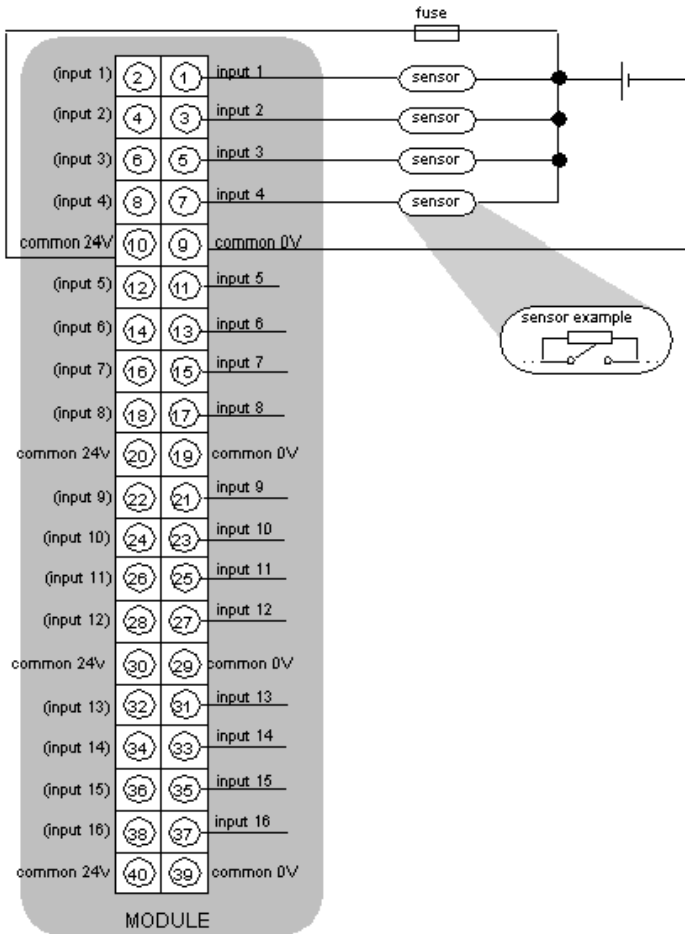 fuse
(input 1) 2 1 input 1 sensor
(input 2) 4 3 input 2 sensor
(input 3) 6 5 input 3 sensor
(input 4) 8 7 input 4 sensor
common 24V 10 9 common 0V
(input 5) 12 11 input 5
sensor example
(input 6) 14 13 input 6
(input 7) 16 15 input 7
(input 8) 18 17 input 8
common 24V 20 19 common 0V
(input 9) 22 21 input 9
(input 10) 24 23 input 10
(input 11) 26 25 input 11
(input 12) 28 27 input 12
common 24V 30 29 common 0V
(input 13) 32 31 input 13
(input 14) 34 33 input 14
(input 15) 36 35 input 15
(input 16) 38 37 input 16
common 24V 40 39 common 0V
MODULE